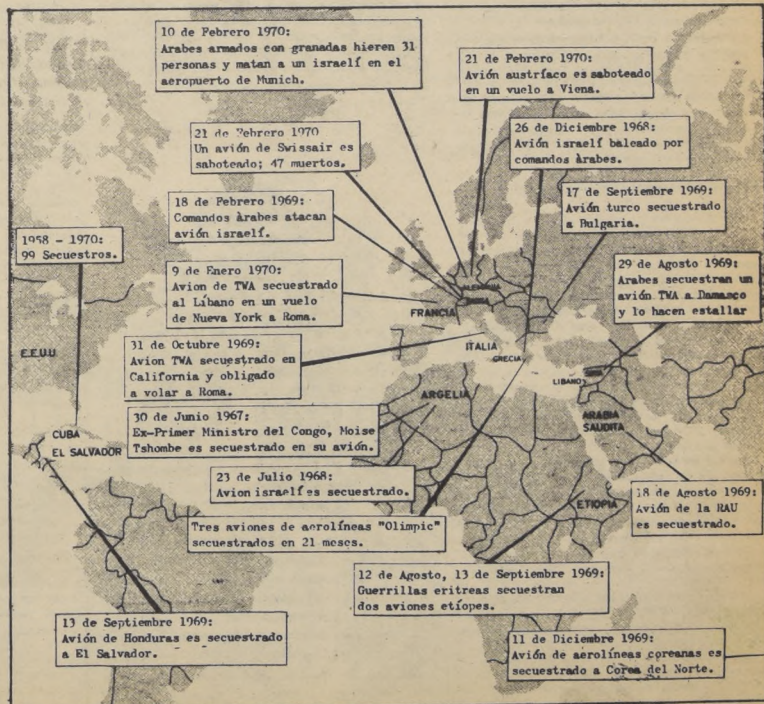 10 de Febrero 1970:
Arabes armados con granadas hieren 31
personas y matan a un israelí en el
aeropuerto de Munich.
21 de Febrero 1970:
Avión austríaco es saboteado
en un vuelo a Viena.
21 de Febrero 1970
Un avión de Swissair es
saboteado; 47 muertos.
26 de Diciembre 1968:
Avión israelí baleado por
comandos àrabes.
18 de Febrero 1969:
Comandos àrabes atacan
avión israelí.
17 de Septiembre 1969:
Avión turco secuestrado
a Bulgaria.
1958 - 1970:
99 Secuestros.
9 de Enero 1970:
Avion de TWA secuestrado
al Líbano en un vuelo
de Nueva York a Roma.
29 de Agosto 1969:
Arabes secuestran un
avión TWA a Damasco
y lo hacen estallar
ALEMANIA
FRANCIA
ITALIA
GRECIA
LIBANO
E.E.U.U.
31 de Octubre 1969:
Avion TWA secuestrado en
California y obligado
a volar a Roma.
ARGELIA
ARABIA
SAUDITA
30 de Junio 1967:
Ex-Primer Ministro del Congo, Moise
Tshombe es secuestrado en su avión.
CUBA
EL SALVADOR
23 de Julio 1968:
Avion israelí es secuestrado.
ETIOPIA
18 de Agosto 1969:
Avión de la RAU
es secuestrado.
Tres aviones de aerolíneas "Olimpic"
secuestrados en 21 meses.
12 de Agosto, 13 de Septiembre 1969:
Guerrillas eritreas secuestran
dos aviones etíopes.
13 de Septiembre 1969:
Avión de Honduras es secuestrado
a El Salvador.
11 de Diciembre 1969:
Avión de aerolíneas coreanas es
secuestrado a Corea del Norte.